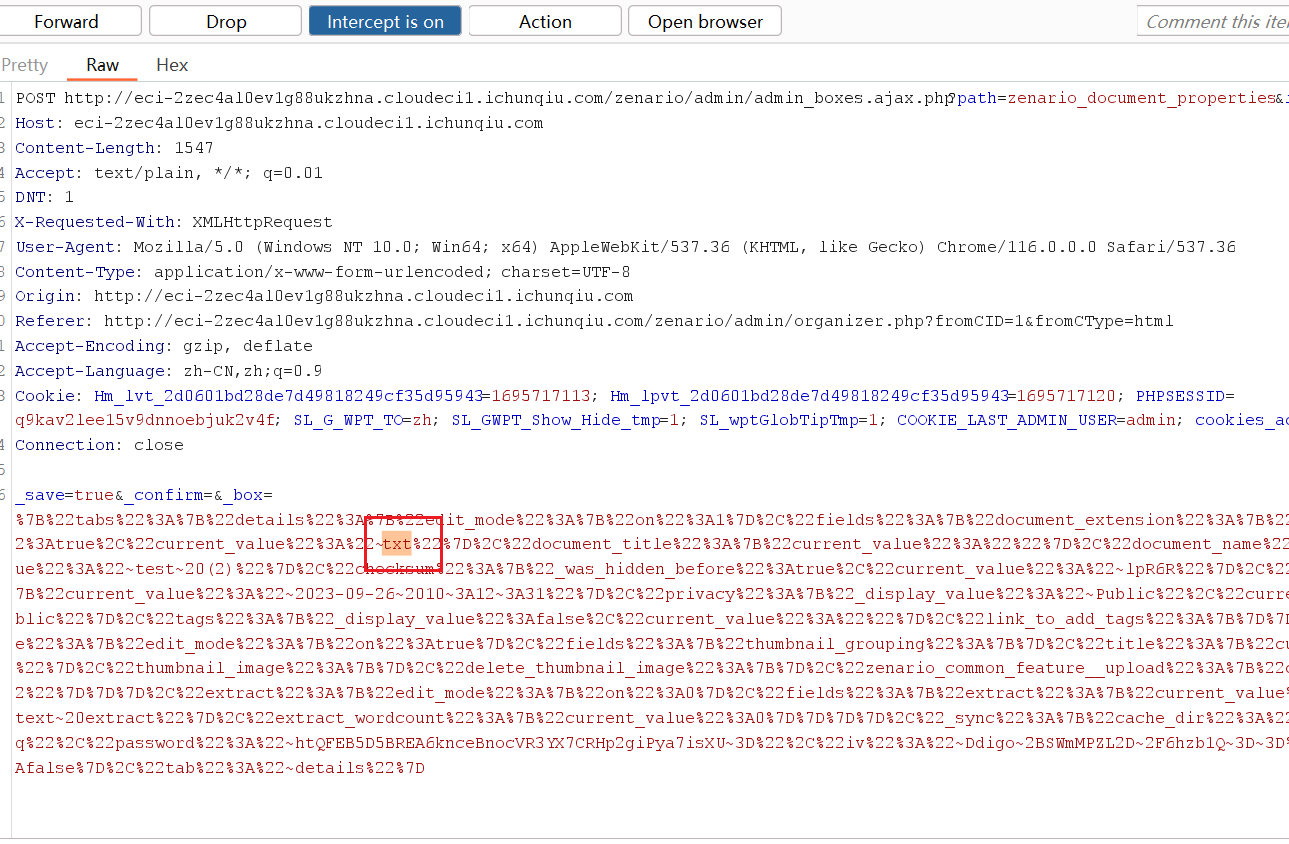 Forward Drop Intercept is on Action Open browser Comment this ite
Pretty Raw Hex
1 POST http://eci-2zec4al0ev1g88ukzhna.cloudeci1.ichunqiu.com/zenario/admin/admin_boxes.ajax.php?path=zenario_document_properties&i
2 Host: eci-2zec4al0ev1g88ukzhna.cloudeci1.ichunqiu.com
3 Content-Length: 1547
4 Accept: text/plain, */*; q=0.01
5 DNT: 1
6 X-Requested-With: XMLHttpRequest
7 User-Agent: Mozilla/5.0 (Windows NT 10.0; Win64; x64) AppleWebKit/537.36 (KHTML, like Gecko) Chrome/116.0.0.0 Safari/537.36
8 Content-Type: application/x-www-form-urlencoded; charset=UTF-8
9 Origin: http://eci-2zec4al0ev1g88ukzhna.cloudeci1.ichunqiu.com
0 Referer: http://eci-2zec4al0ev1g88ukzhna.cloudeci1.ichunqiu.com/zenario/admin/organizer.php?fromCID=1&fromCType=html
1 Accept-Encoding: gzip, deflate
2 Accept-Language: zh-CN,zh;q=0.9
3 Cookie: Hm_lvt_2d0601bd28de7d49818249cf35d95943=1695717113; Hm_lpvt_2d0601bd28de7d49818249cf35d95943=1695717120; PHPSESSID=
q9kav2lee15v9dnnoebjuk2v4f; SL_G_WPT_TO=zh; SL_GWPT_Show_Hide_tmp=1; SL_wptGlobTipTmp=1; COOKIE_LAST_ADMIN_USER=admin; cookies_ac
4 Connection: close
5
6 _save=true&_confirm=&_box=
%7B%22tabs%22%3A%7B%22details%22%3A%7B%22edit_mode%22%3A%7B%22on%22%3A1%7D%2C%22fields%22%3A%7B%22document_extension%22%3A%7B%2
2%3Atrue%2C%22current_value%22%3A%22~txt%22%7D%2C%22document_title%22%3A%7B%22current_value%22%3A%22%22%7D%2C%22document_name%22
ue%22%3A%22~test~20(2)%22%7D%2C%22checksum%22%3A%7B%22_was_hidden_before%22%3Atrue%2C%22current_value%22%3A%22~lpR6R%22%7D%2C%22
7B%22current_value%22%3A%22~2023-09-26~2010~3A12~3A31%22%7D%2C%22privacy%22%3A%7B%22_display_value%22%3A%22~Public%22%2C%22curre
blic%22%7D%2C%22tags%22%3A%7B%22_display_value%22%3Afalse%2C%22current_value%22%3A%22%22%7D%2C%22link_to_add_tags%22%3A%7B%7D%7D
e%22%3A%7B%22edit_mode%22%3A%7B%22on%22%3Atrue%7D%2C%22fields%22%3A%7B%22thumbnail_grouping%22%3A%7B%7D%2C%22title%22%3A%7B%22cu
%22%7D%2C%22thumbnail_image%22%3A%7B%7D%2C%22delete_thumbnail_image%22%3A%7B%7D%2C%22zenario_common_feature__upload%22%3A%7B%22c
2%22%7D%7D%7D%2C%22extract%22%3A%7B%22edit_mode%22%3A%7B%22on%22%3A0%7D%2C%22fields%22%3A%7B%22extract%22%3A%7B%22current_value%
text~20extract%22%7D%2C%22extract_wordcount%22%3A%7B%22current_value%22%3A0%7D%7D%7D%7D%2C%22_sync%22%3A%7B%22cache_dir%22%3A%22
q%22%2C%22password%22%3A%22~htQFEB5D5BREA6knceBnocVR3YX7CRHp2giPya7isXU~3D%22%2C%22iv%22%3A%22~Ddigo~2BSWmMPZL2D~2F6hzb1Q~3D~3D%
Afalse%7D%2C%22tab%22%3A%22~details%22%7D